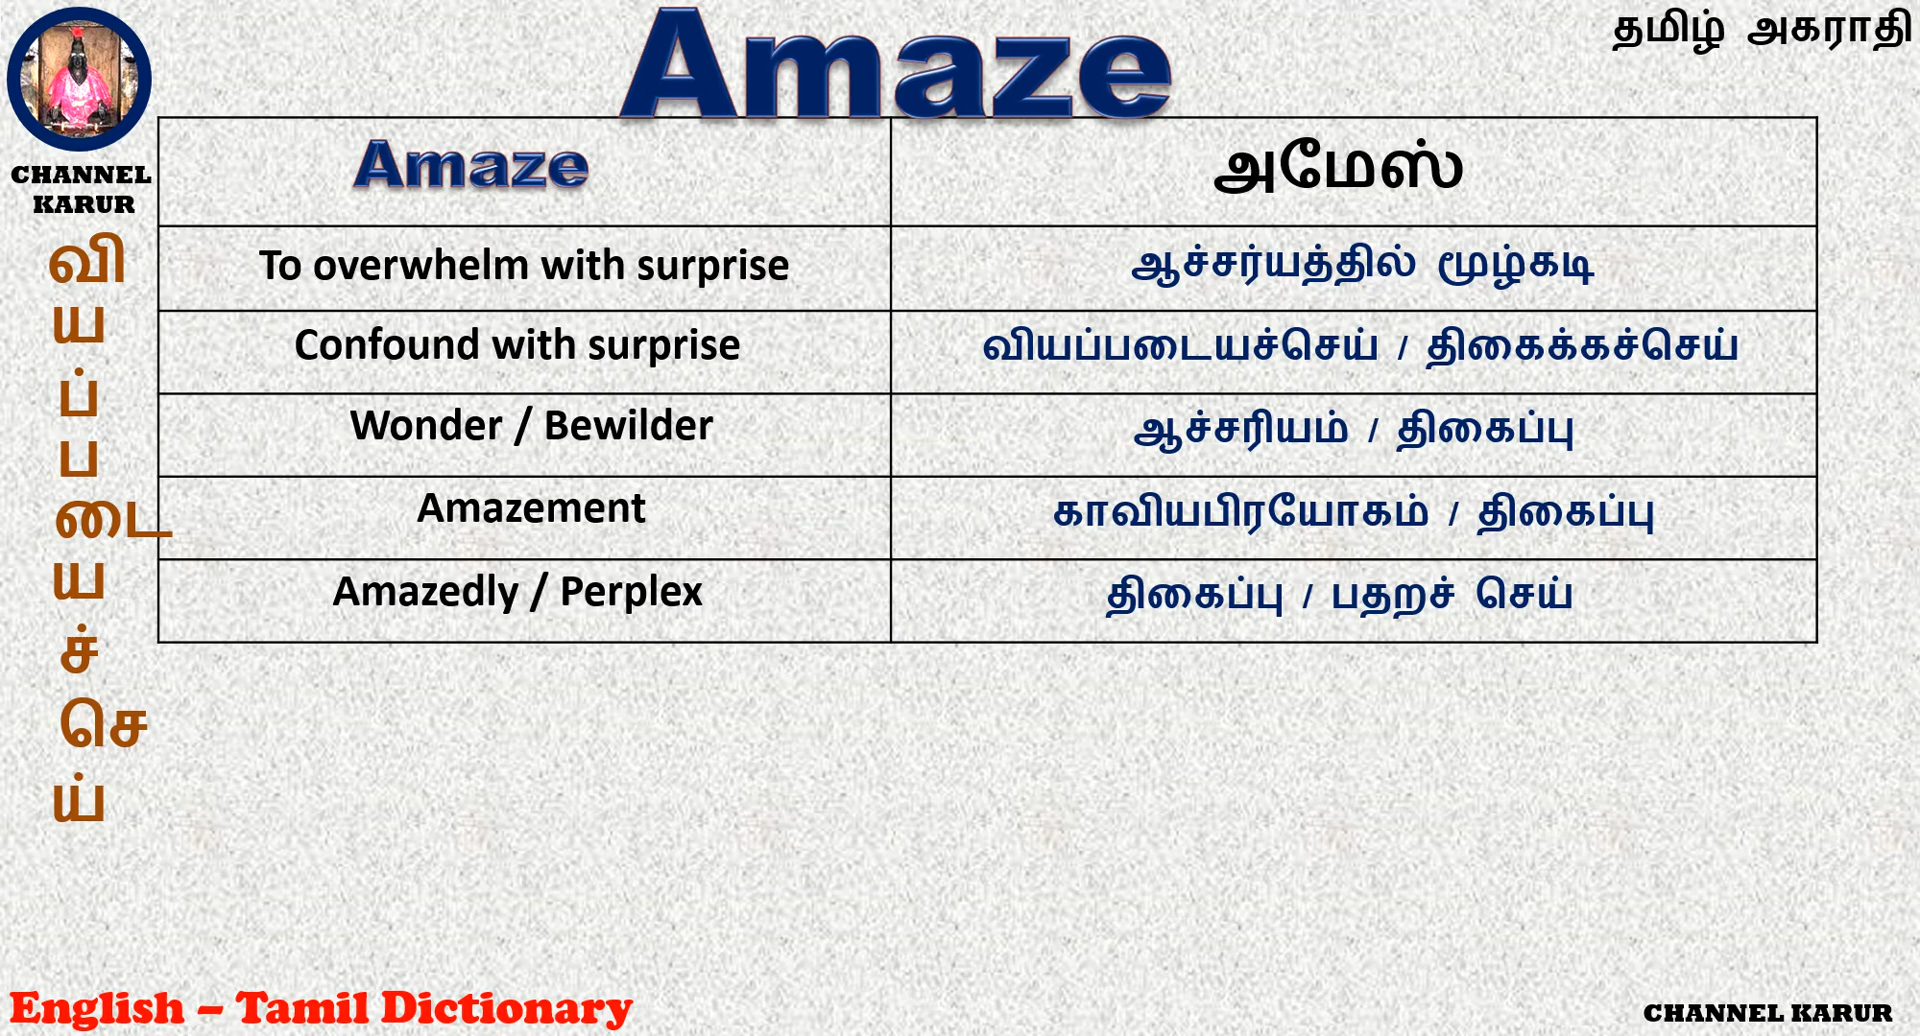 Amaze
தமிழ் அகராதி
CHANNEL
KARUR
Amaze
அமேஸ்
To overwhelm with surprise
ஆச்சர்யத்தில் மூழ்கடி
Confound with surprise
வியப்படையச்செய் / திகைக்கச்செய்
Wonder / Bewilder
ஆச்சரியம் / திகைப்பு
Amazement
காவியபிரயோகம் / திகைப்பு
Amazedly / Perplex
திகைப்பு / பதறச் செய்
வி
ய
ப்
ப
டை
ய
ச்
செ
ய்
English – Tamil Dictionary
CHANNEL KARUR